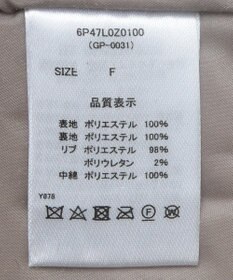 6P47L0Z0100
(GP-0031)
SIZE F
品質表示
表地 ポリエステル 100%
裏地 ポリエステル 100%
リブ ポリエステル 98%
ポリウレタン 2%
中綿 ポリエステル 100%
Y878